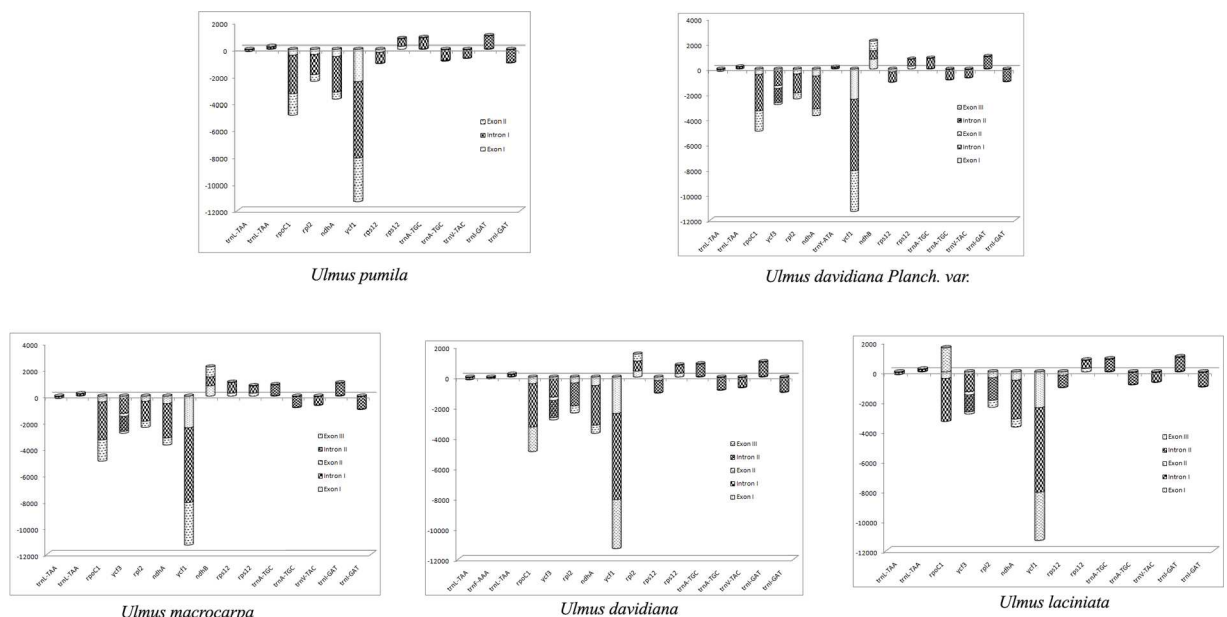 2000
0
-2000
-4000
-6000
-8000
-10000
-12000
Exon II
Intron I
Exon I
trnL-TAA
trnL-TAA
rpoC1
rpl2
ndhA
ycf1
rps12
rps12
trnA-TGC
trnA-TGC
trnV-TAC
trnI-GAT
trnI-GAT
Ulmus pumila
4000
2000
0
-2000
-4000
-6000
-8000
-10000
-12000
Exon III
Intron II
Exon II
Intron I
Exon I
trnL-TAA
trnL-TAA
rpoC1
ycf3
rpl2
ndhA
trnY-ATA
ycf1
ndhB
rps12
rps12
trnA-TGC
trnA-TGC
trnV-TAC
trnI-GAT
trnI-GAT
Ulmus davidiana Planch. var.
4000
2000
0
-2000
-4000
-6000
-8000
-10000
-12000
Exon III
Intron II
Exon II
Intron I
Exon I
trnL-TAA
trnL-TAA
rpoC1
ycf3
rpl2
ndhA
ycf1
ndhB
rps12
rps12
trnA-TGC
trnA-TGC
trnV-TAC
trnI-GAT
trnI-GAT
Ulmus macrocarpa
2000
0
-2000
-4000
-6000
-8000
-10000
-12000
Exon III
Intron II
Exon II
Intron I
Exon I
trnL-TAA
trnF-AAA
trnL-TAA
rpoC1
ycf3
rpl2
ndhA
ycf1
rpl2
rps12
rps12
trnA-TGC
trnA-TGC
trnV-TAC
trnI-GAT
trnI-GAT
Ulmus davidiana
2000
0
-2000
-4000
-6000
-8000
-10000
-12000
Exon III
Intron II
Exon II
Intron I
Exon I
trnL-TAA
trnL-TAA
rpoC1
ycf3
rpl2
ndhA
ycf1
rps12
rps12
trnA-TGC
trnA-TGC
trnV-TAC
trnI-GAT
trnI-GAT
Ulmus laciniata